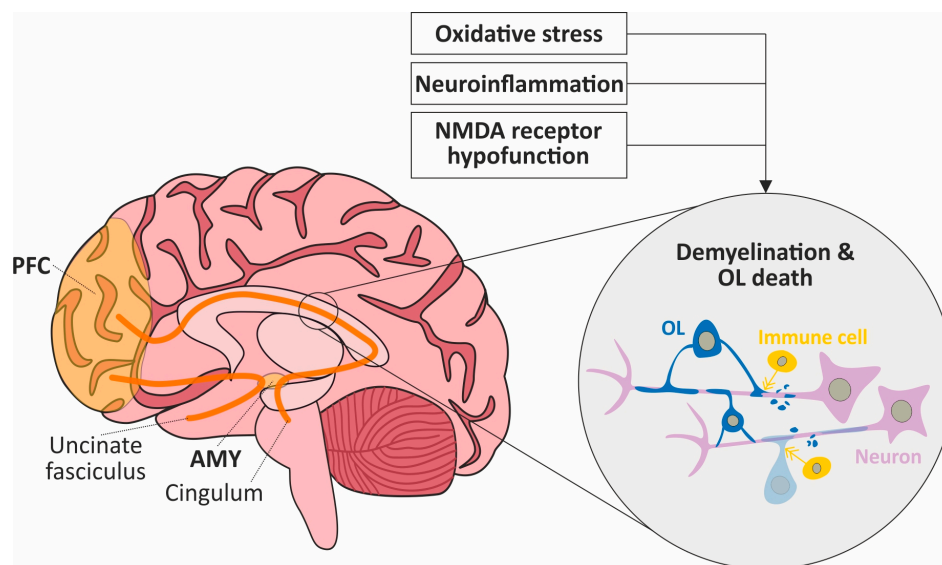 Oxidative stress
Neuroinflammation
NMDA receptor
hypofunction
PFC
Demyelination &
OL death
OL
Immune cell
Uncinate
fasciculus
AMY
Cingulum
Neuron